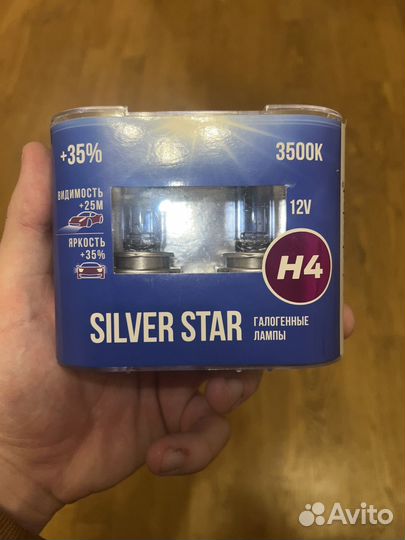 +35%
3500K
ВИДИМОСТЬ
+25М
12V
ЯРКОСТЬ
+35%
H4
SILVER STAR
ГАЛОГЕННЫЕ
ЛАМПЫ
Avito